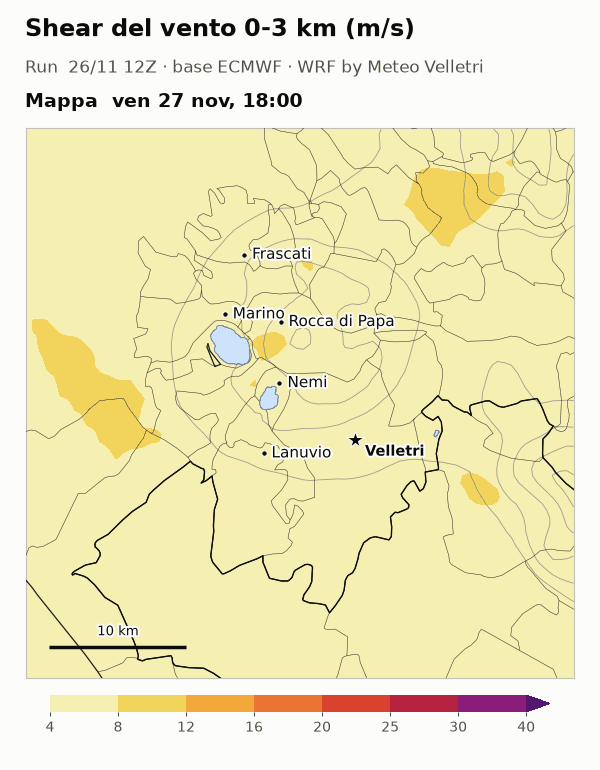 Shear del vento 0-3 km (m/s)
Run  26/11 12Z · base ECMWF · WRF by Meteo Velletri
Mappa  ven 27 nov, 18:00
Frascati
Marino
Rocca di Papa
Nemi
Velletri
Lanuvio
10 km
4 8 12 16 20 25 30 40